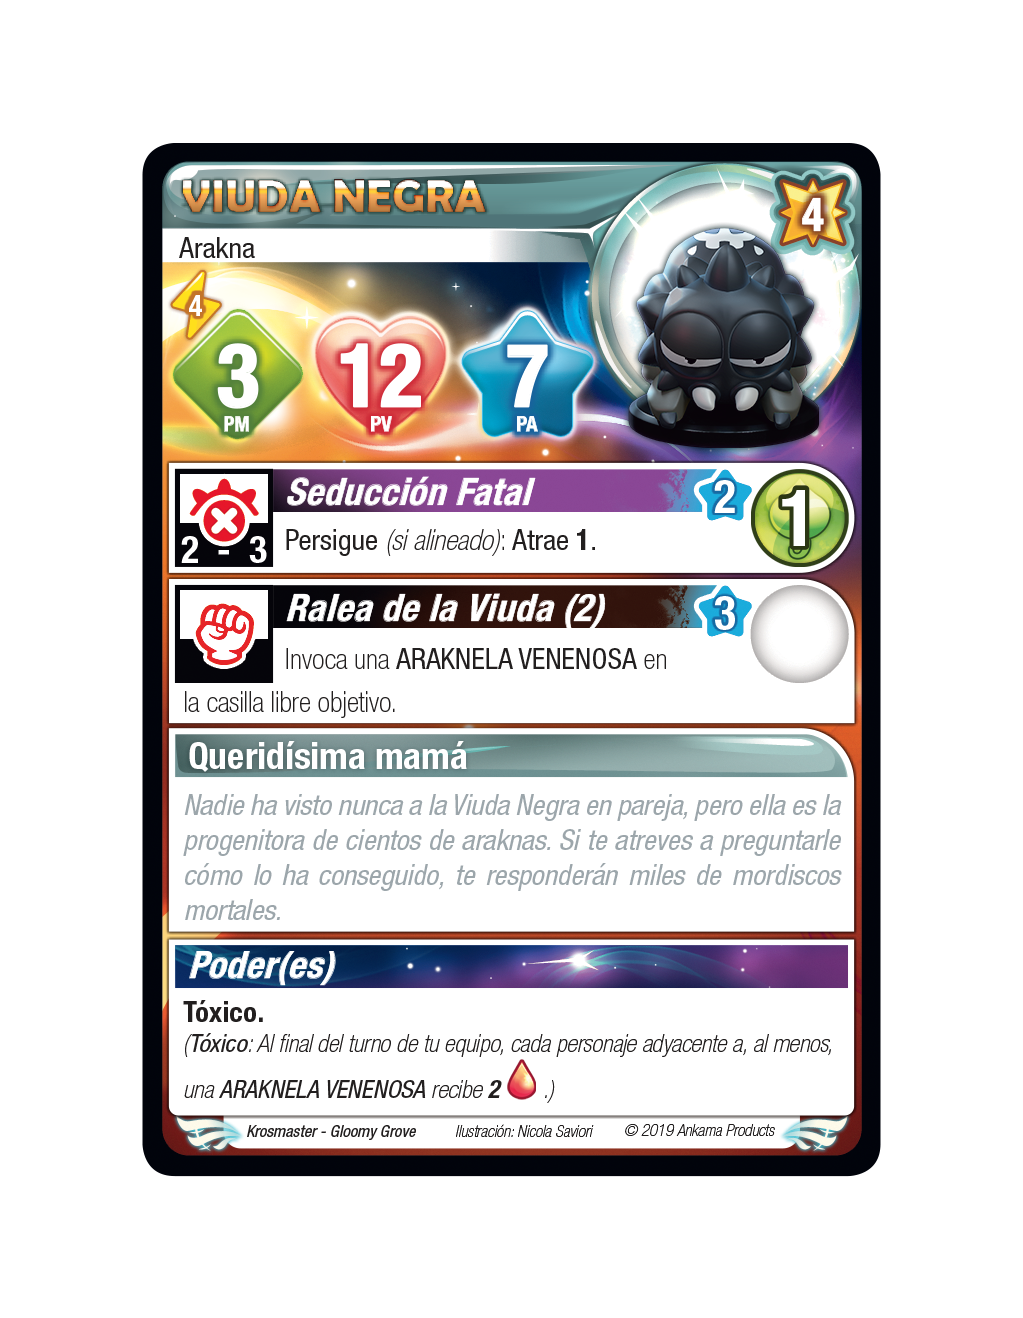 VIUDA NEGRA
4
Arakna
4
3
PM
12
PV
7
PA
Seducción Fatal
2
1
2 - 3
Persigue (si alineado): Atrae 1.
Ralea de la Viuda (2)
3
Invoca una ARAKNELA VENENOSA en
la casilla libre objetivo.
Queridísima mamá
Nadie ha visto nunca a la Viuda Negra en pareja, pero ella es la
progenitora de cientos de araknas. Si te atreves a preguntarle
cómo lo ha conseguido, te responderán miles de mordiscos
mortales.
Poder(es)
Tóxico.
(Tóxico: Al final del turno de tu equipo, cada personaje adyacente a, al menos,
una ARAKNELA VENENOSA recibe 2 .)
Krosmaster - Gloomy Grove Ilustración: Nicola Saviori © 2019 Ankama Products